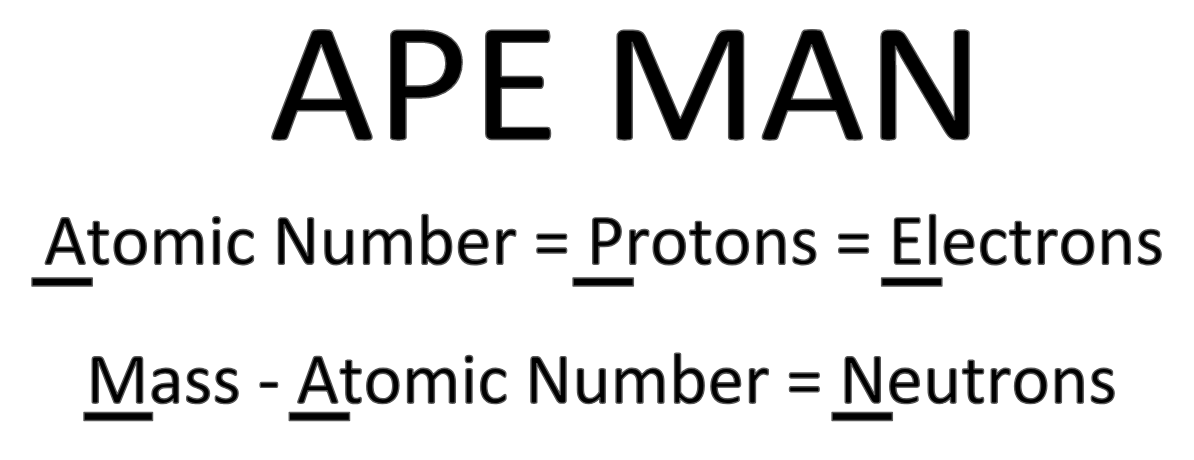 APE MAN
Atomic Number = Protons = Electrons
Mass - Atomic Number = Neutrons